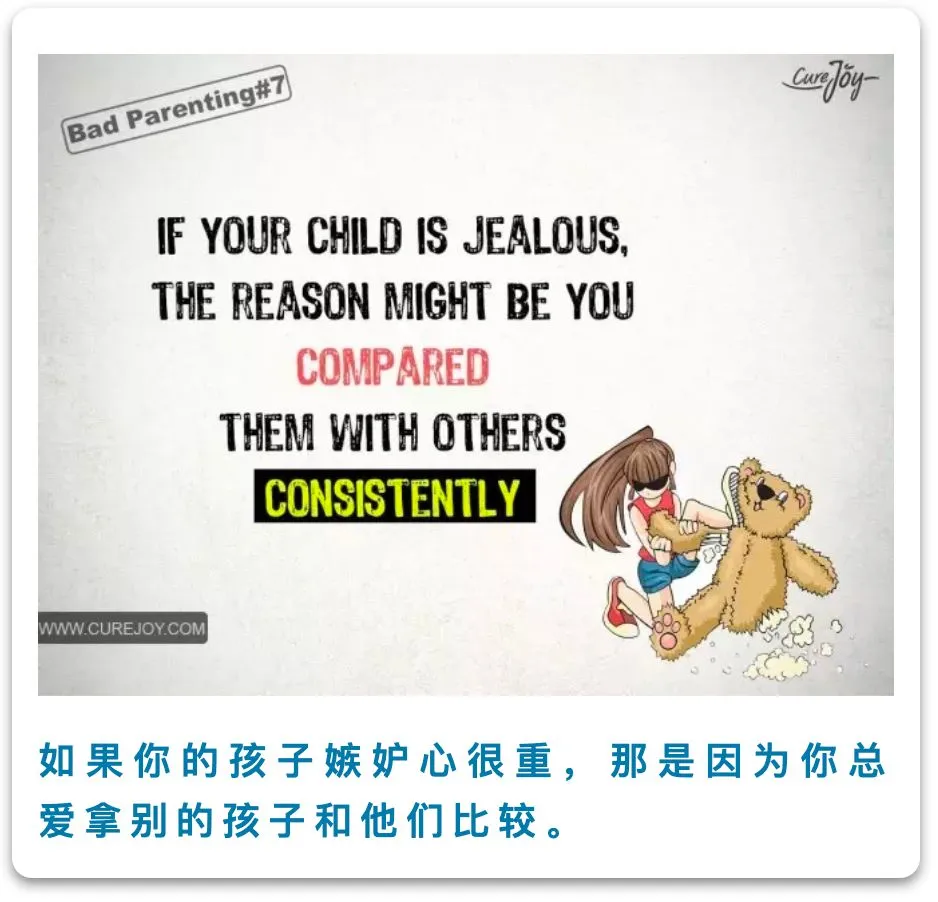 Bad Parenting#7
CureJoy
IF YOUR CHILD IS JEALOUS,
THE REASON MIGHT BE YOU
COMPARED
THEM WITH OTHERS
CONSISTENTLY
WWW.CUREJOY.COM
如果你的孩子嫉妒心很重，那是因为你总
爱拿别的孩子和他们比较。